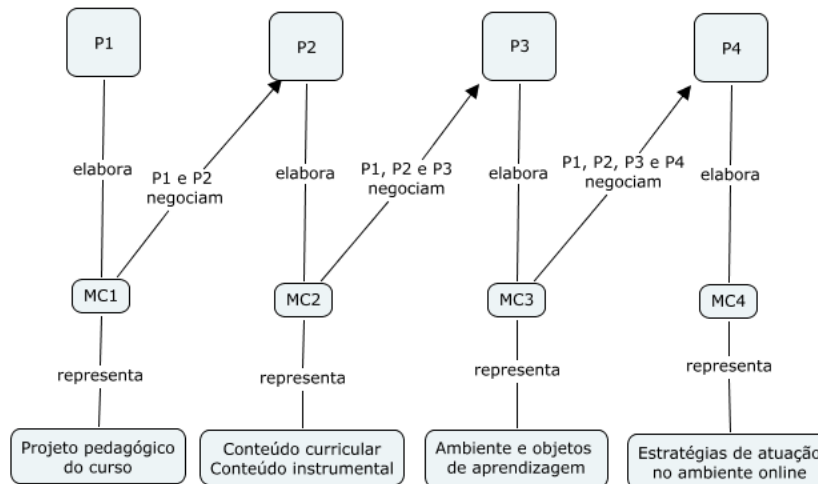 P1
P2
P3
P4
elabora
P1 e P2
negociam
elabora
P1, P2 e P3
negociam
elabora
P1, P2, P3 e P4
negociam
elabora
MC1
MC2
MC3
MC4
representa
representa
representa
representa
Projeto pedagógico
do curso
Conteúdo curricular
Conteúdo instrumental
Ambiente e objetos
de aprendizagem
Estratégias de atuação
no ambiente online